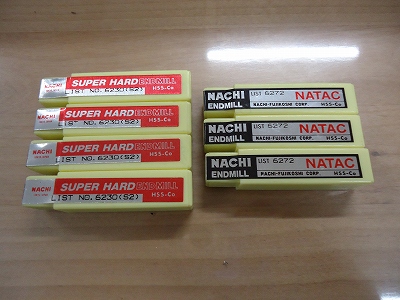 NACHI
SUPER HARD ENDMILL
LIST NO. 6230(S2) HSS-Co
NACHI
SUPER HARD ENDMILL
LIST NO. 6230(S2) HSS-Co
NACHI
SUPER HARD ENDMILL
LIST NO. 6230(S2) HSS-Co
NACHI
SUPER HARD ENDMILL
LIST NO. 6230(S2) HSS-Co
NACHI LIST 6272 NATAC
ENDMILL NACHI-FUJIKOSHI CORP. HSS-Co
NACHI LIST 6272 NATAC
ENDMILL NACHI-FUJIKOSHI CORP. HSS-Co
NACHI LIST 6272 NATAC
ENDMILL NACHI-FUJIKOSHI CORP. HSS-Co